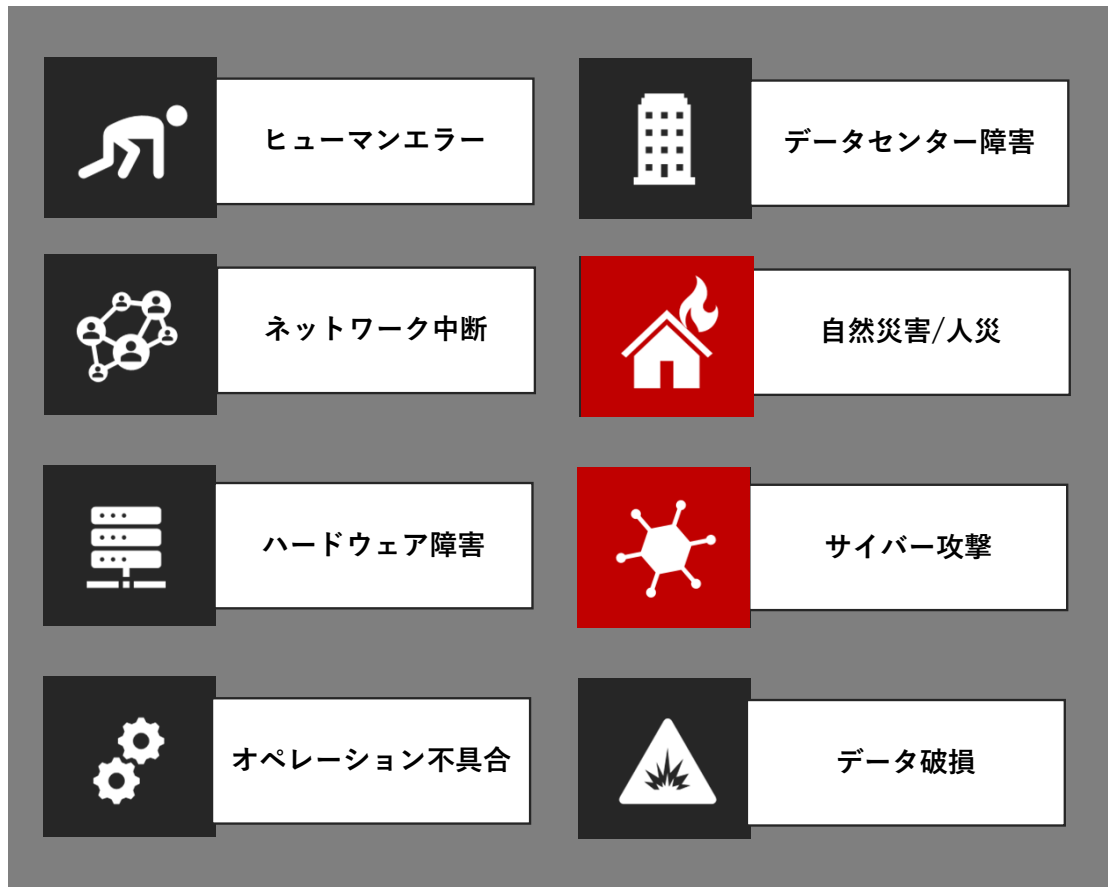 ヒューマンエラー
データセンター障害
ネットワーク中断
自然災害/人災
ハードウェア障害
サイバー攻撃
オペレーション不具合
データ破損